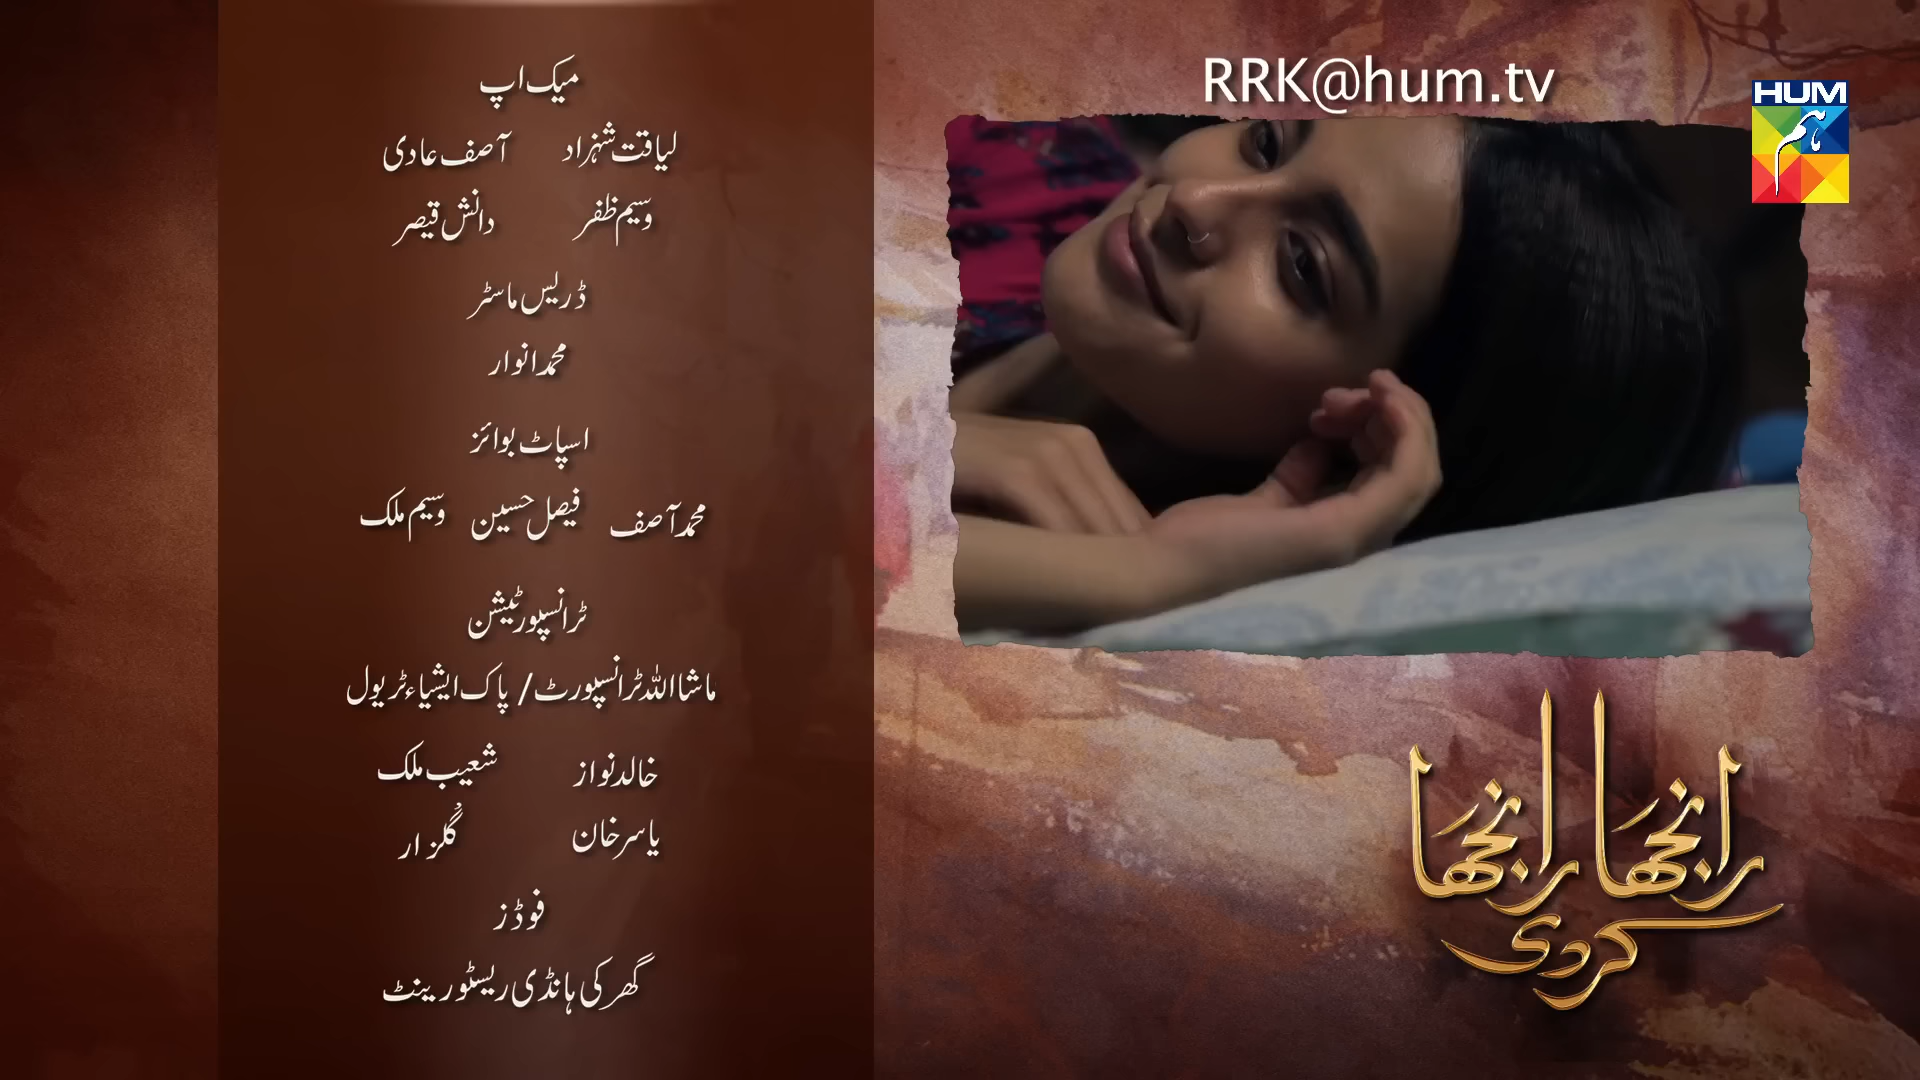 میک اپ
لیاقت شہزاد آصف عادی
وسیم ظفر دانش قیصر
ڈریس ماسٹر
محمد انوار
اسپاٹ بوائز
محمد آصف فیصل حسین وسیم ملک
ٹرانسپورٹیشن
ماشااللہ ٹرانسپورٹ / پاک ایشیاء ٹریول
خالد نواز شعیب ملک
یاسر خان گلزار
فوڈز
گھر کی ہانڈی ریسٹورینٹ
RRK@hum.tv
HUM
ہم
رانجھا رانجھا
کردی